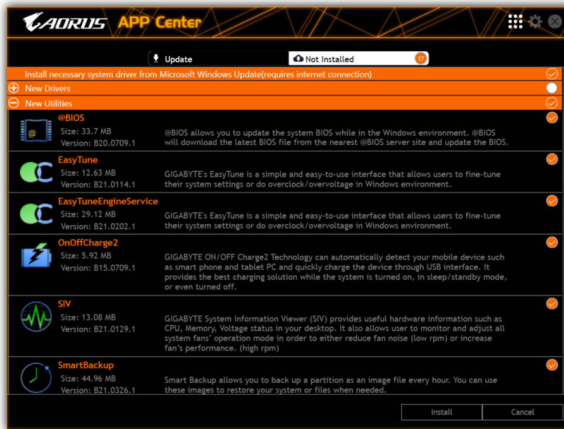 AORUS APP Center
Update
Not Installed
Install necessary system driver from Microsoft Windows Update(requires internet connection)
New Drivers
New Utilities
@BIOS
Size: 33.7 MB
Version: B20.0709.1
@BIOS allows you to update the system BIOS while in the Windows environment. @BIOS
will download the latest BIOS file from the nearest @BIOS server site and update the BIOS.
EasyTune
Size: 12.63 MB
Version: B21.0114.1
GIGABYTE's EasyTune is a simple and easy-to-use interface that allows users to fine-tune
their system settings or do overclock/overvoltage in Windows environment.
EasyTuneEngineService
Size: 29.12 MB
Version: B21.0202.1
GIGABYTE's EasyTune is a simple and easy-to-use interface that allows users to fine-tune
their system settings or do overclock/overvoltage in Windows environment.
OnOffCharge2
Size: 5.92 MB
Version: B15.0709.1
GIGABYTE ON/OFF Charge2 Technology can automatically detect your mobile device such
as smart phone and tablet PC and quickly charge the device through USB interface. It
provides the best charging solution while the system is turned on, in sleep/standby mode,
or even turned off.
SIV
Size: 13.08 MB
Version: B21.0129.1
GIGABYTE System Information Viewer (SIV) provides useful hardware information such as
CPU, Memory, Voltage status in your desktop. It also allows user to monitor and adjust all
system fans' operation mode in order to either reduce fan noise (low rpm) or increase
fan's performance. (high rpm)
SmartBackup
Size: 44.96 MB
Version: B21.0326.1
Smart Backup allows you to back up a partition as an image file every hour. You can use
these images to restore your system or files when needed.
Install
Cancel